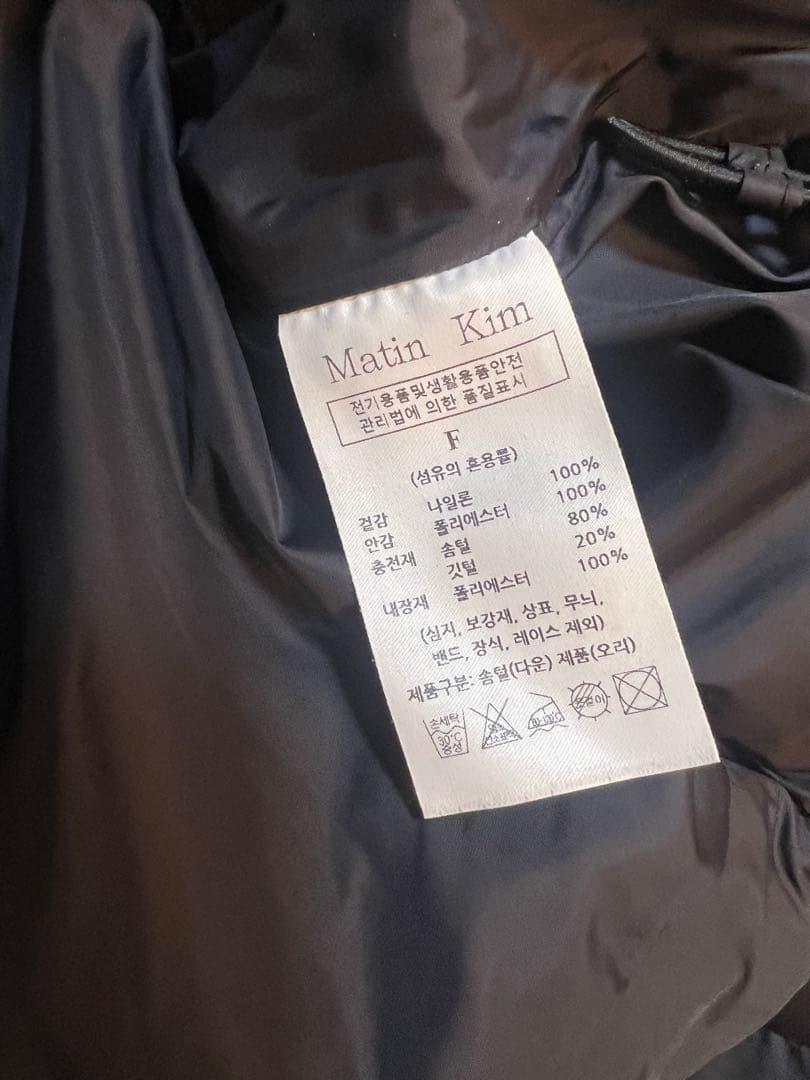 Matin Kim
전기용품및생활용품안전
관리법에 의한 품질표시
F
(섬유의 혼용률)
겉감 나일론 100%
안감 폴리에스터 100%
충전재 솜털 80%
깃털 20%
내장재 폴리에스터 100%
(심지, 보강재, 상표, 무늬,
밴드, 장식, 레이스 제외)
제품구분: 솜털(다운) 제품(오리)
손세탁
30°C
중성
옷걸이